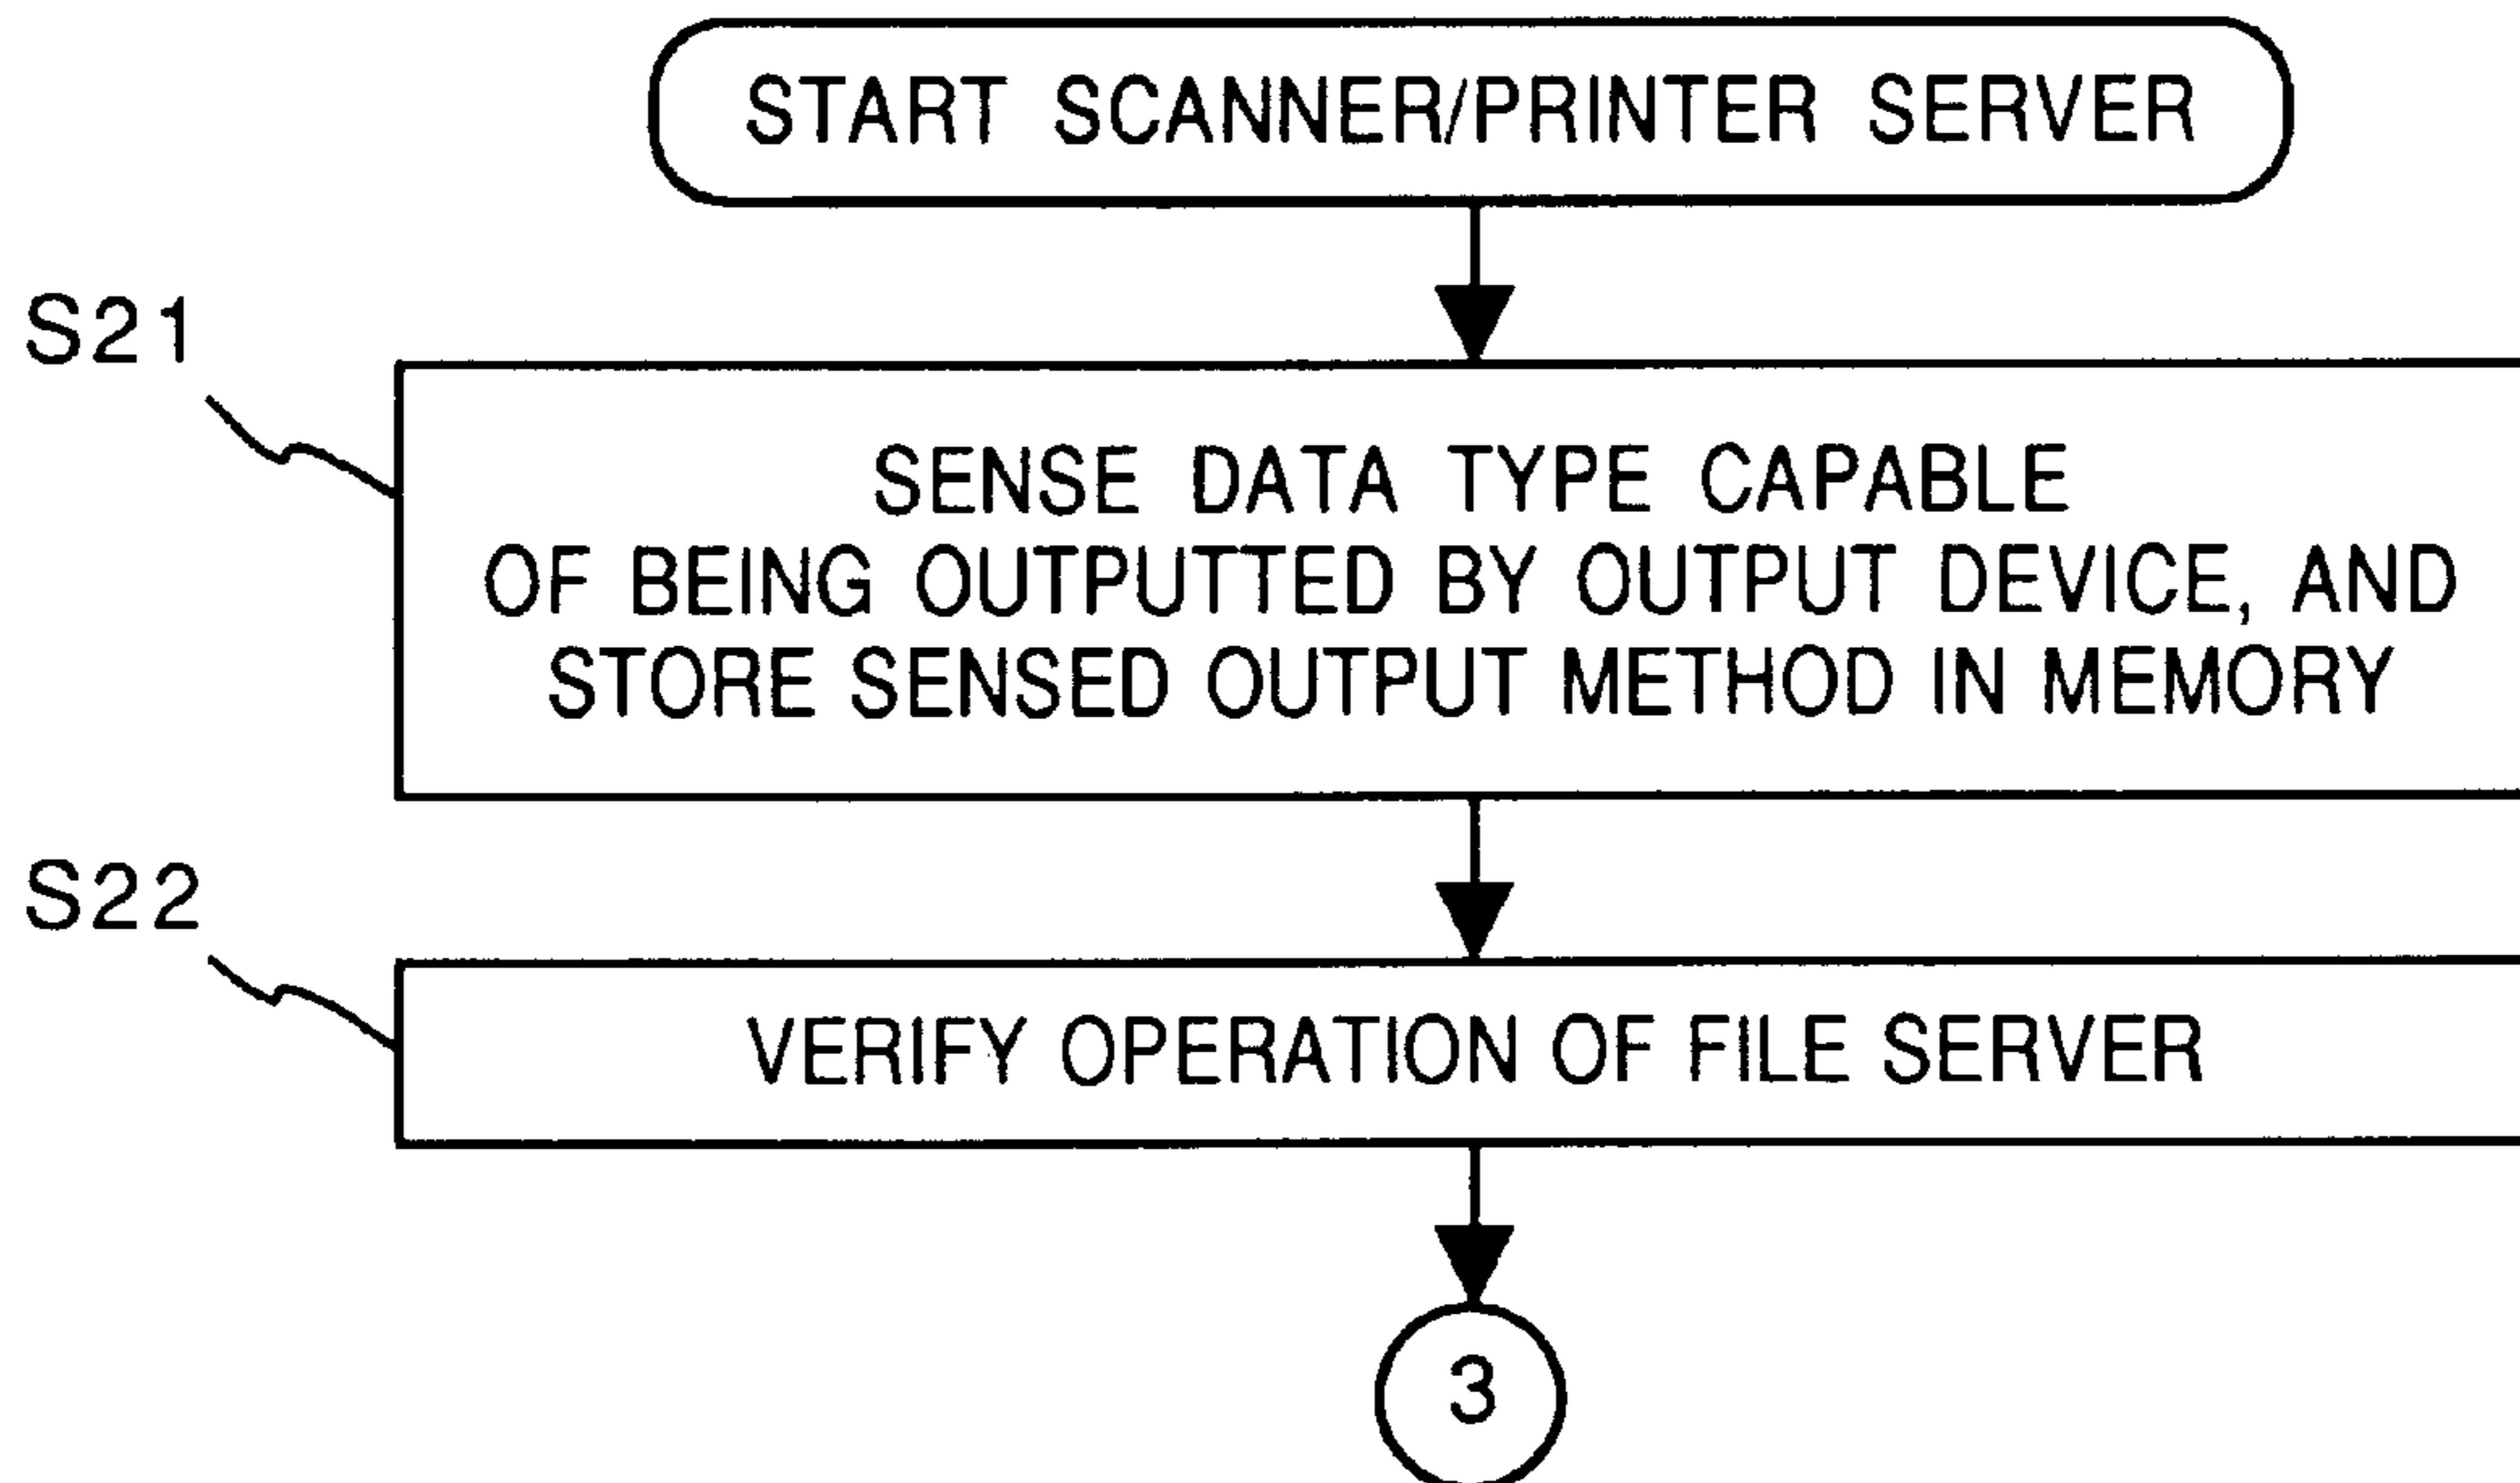 START SCANNER/PRINTER SERVER
S21
SENSE DATA TYPE CAPABLE
OF BEING OUTPUTTED BY OUTPUT DEVICE, AND
STORE SENSED OUTPUT METHOD IN MEMORY
S22
VERIFY OPERATION OF FILE SERVER
3